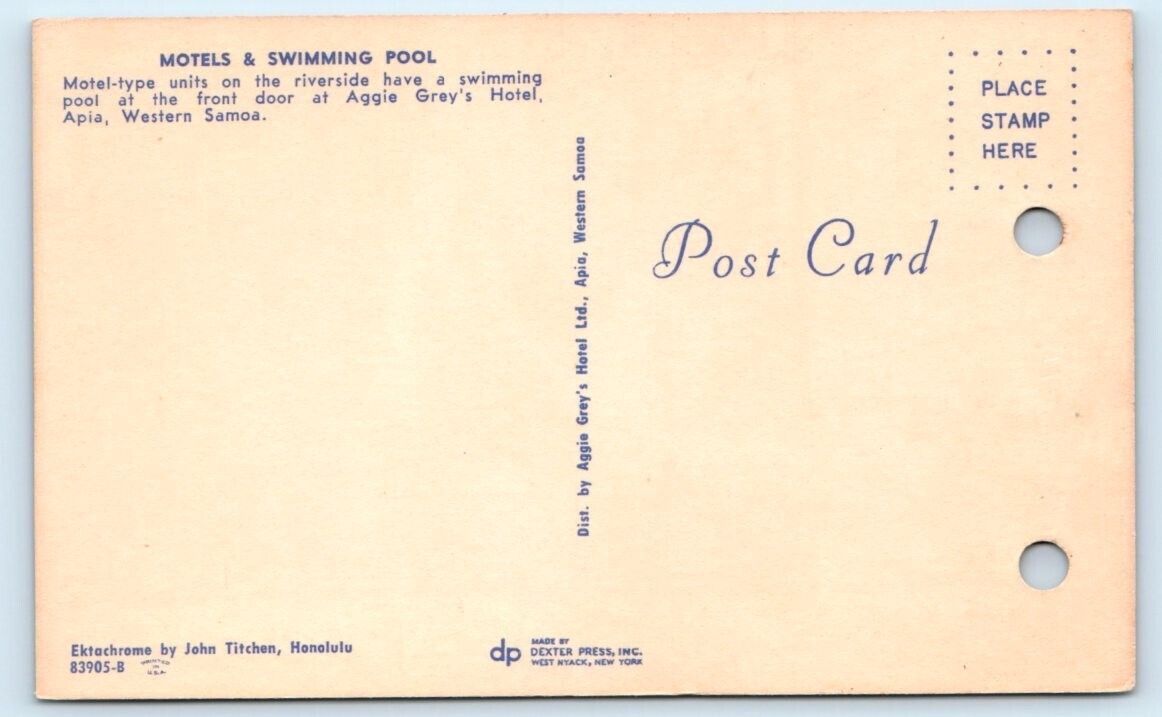 MOTELS & SWIMMING POOL
Motel-type units on the riverside have a swimming
pool at the front door at Aggie Grey's Hotel,
Apia, Western Samoa.
Dist. by Aggie Grey's Hotel Ltd., Apia, Western Samoa
PLACE
STAMP
HERE
Post Card
Ektachrome by John Titchen, Honolulu
83905-B
PRINTED
IN
U.S.A.
dp
MADE BY
DEXTER PRESS, INC.
WEST NYACK, NEW YORK